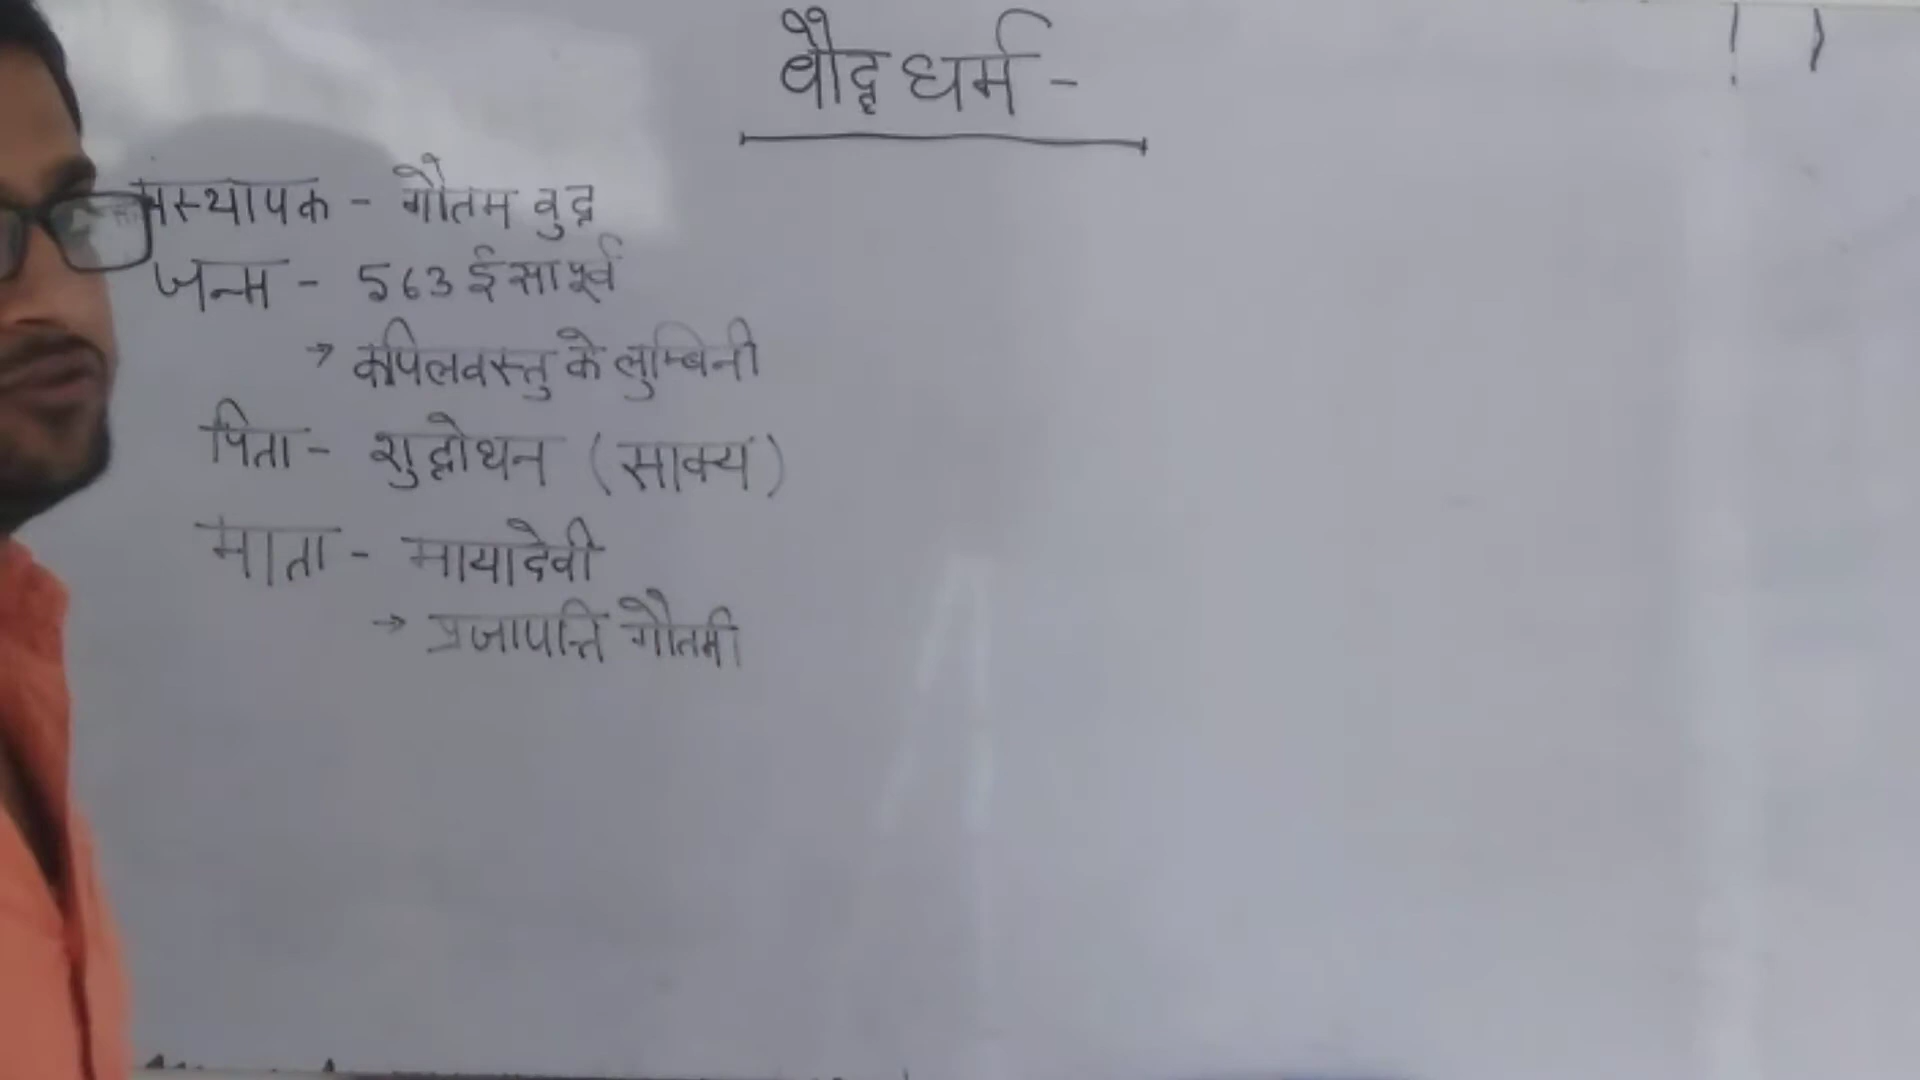 वौद्ध धर्म -
संस्थापक - गौतम वुद्ध
जन्म - 563 ईसा पूर्व
→ कपिलवस्तु के लुम्बिनी
पिता - शुद्धोधन (साक्य)
माता - मायादेवी
→ प्रजापति गौतमी